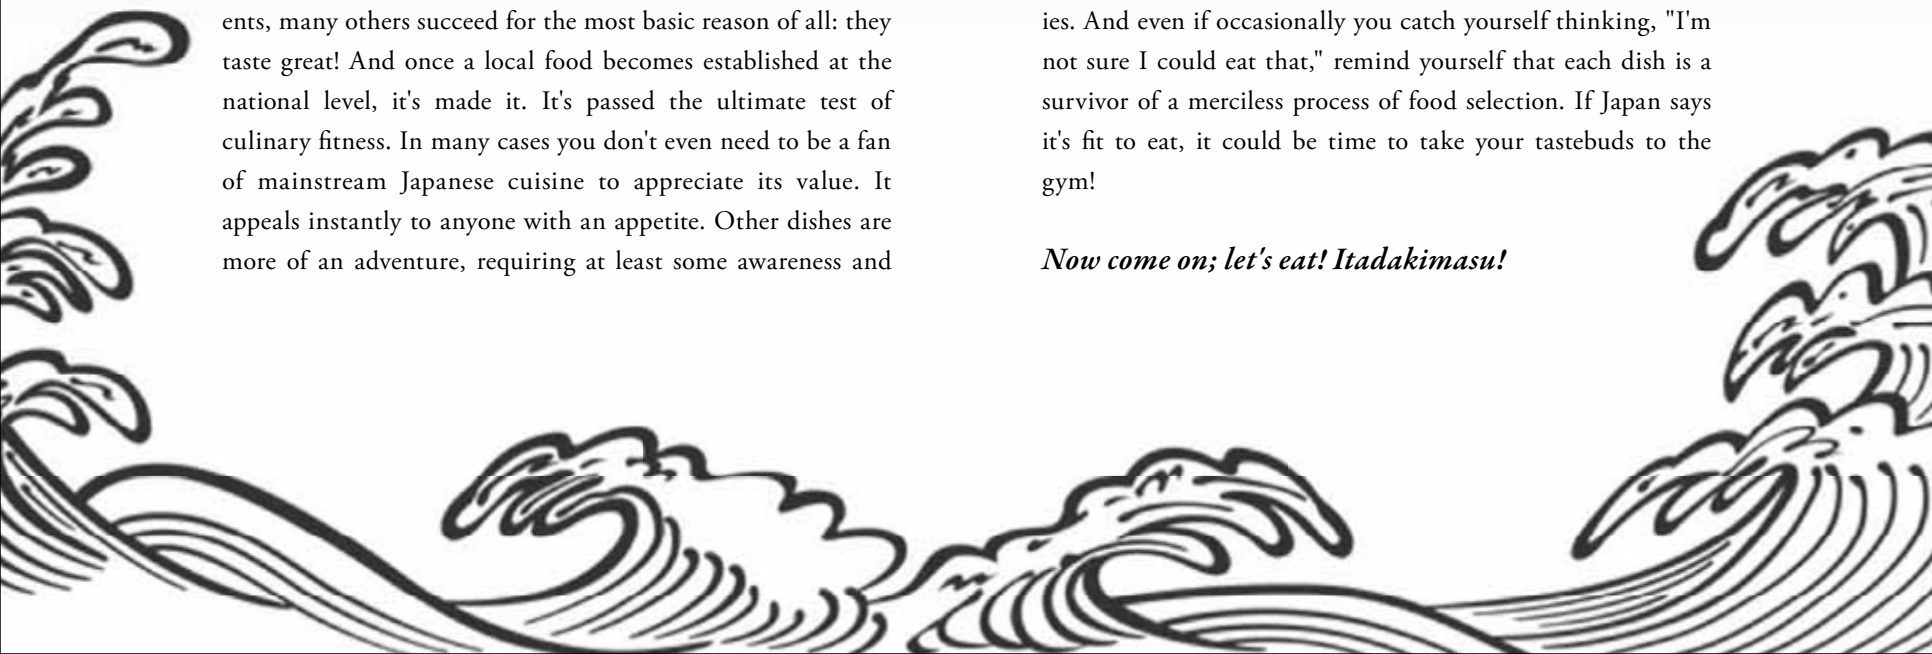 ents, many others succeed for the most basic reason of all: they
taste great! And once a local food becomes established at the
national level, it's made it. It's passed the ultimate test of
culinary fitness. In many cases you don't even need to be a fan
of mainstream Japanese cuisine to appreciate its value. It
appeals instantly to anyone with an appetite. Other dishes are
more of an adventure, requiring at least some awareness and
ies. And even if occasionally you catch yourself thinking, "I'm
not sure I could eat that," remind yourself that each dish is a
survivor of a merciless process of food selection. If Japan says
it's fit to eat, it could be time to take your tastebuds to the
gym!
Now come on; let's eat! Itadakimasu!